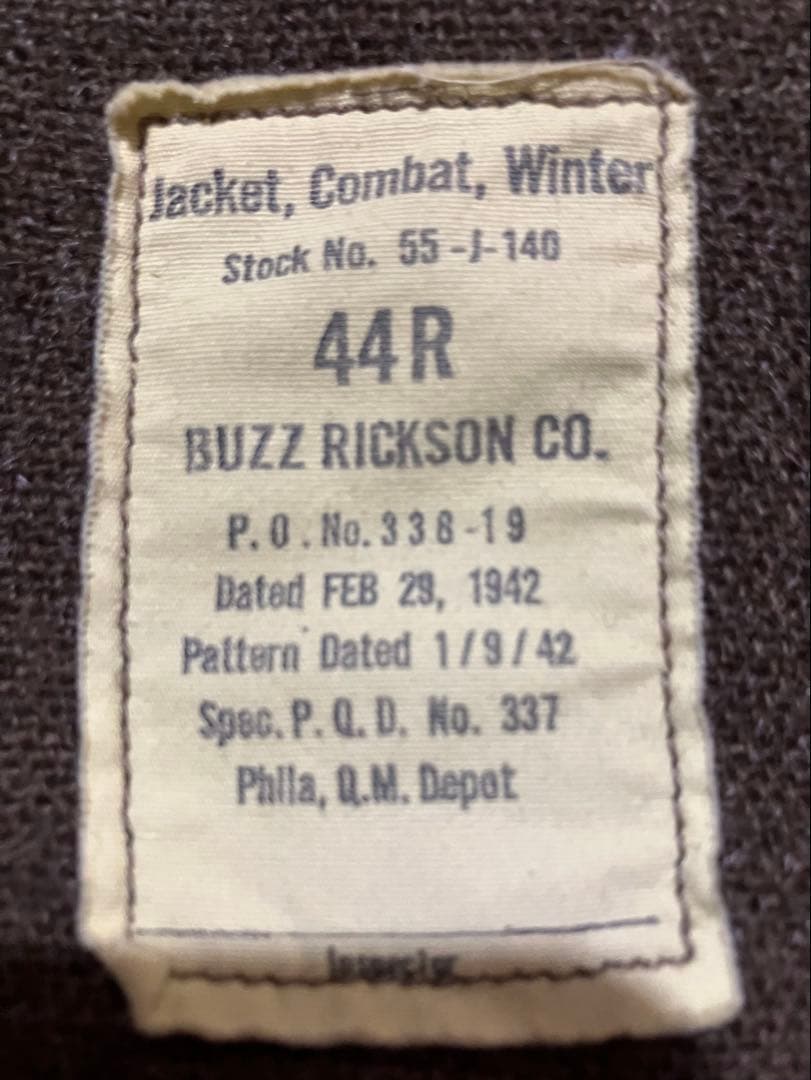 Jacket, Combat, Winter
Stock No. 55-J-140
44R
BUZZ RICKSON CO.
P.O.No.338-19
Dated FEB 29, 1942
Pattern Dated 1/9/42
Spec.P.Q.D. No. 337
Phila, Q.M. Depot
Inspector